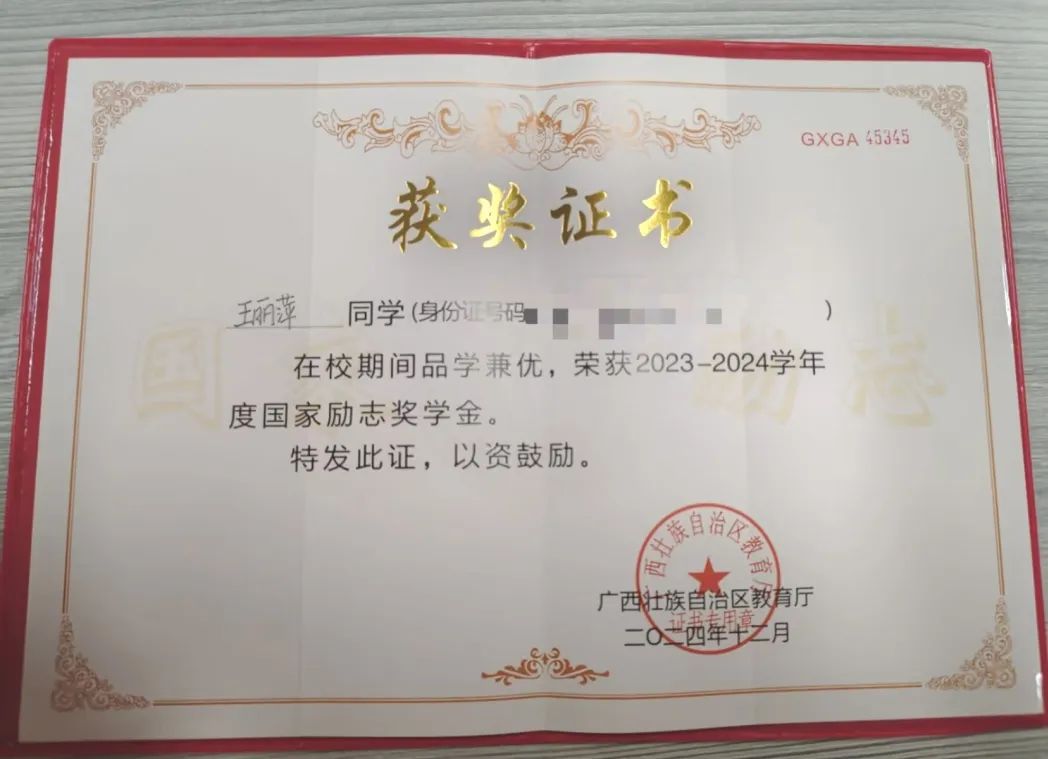 GXGA 45345
获奖证书
王丽萍 同学(身份证号码 )
在校期间品学兼优，荣获2023-2024学年
度国家励志奖学金。
特发此证，以资鼓励。
国家励志
广西壮族自治区教育厅
证书专用章
广西壮族自治区教育厅
二〇二四年十二月